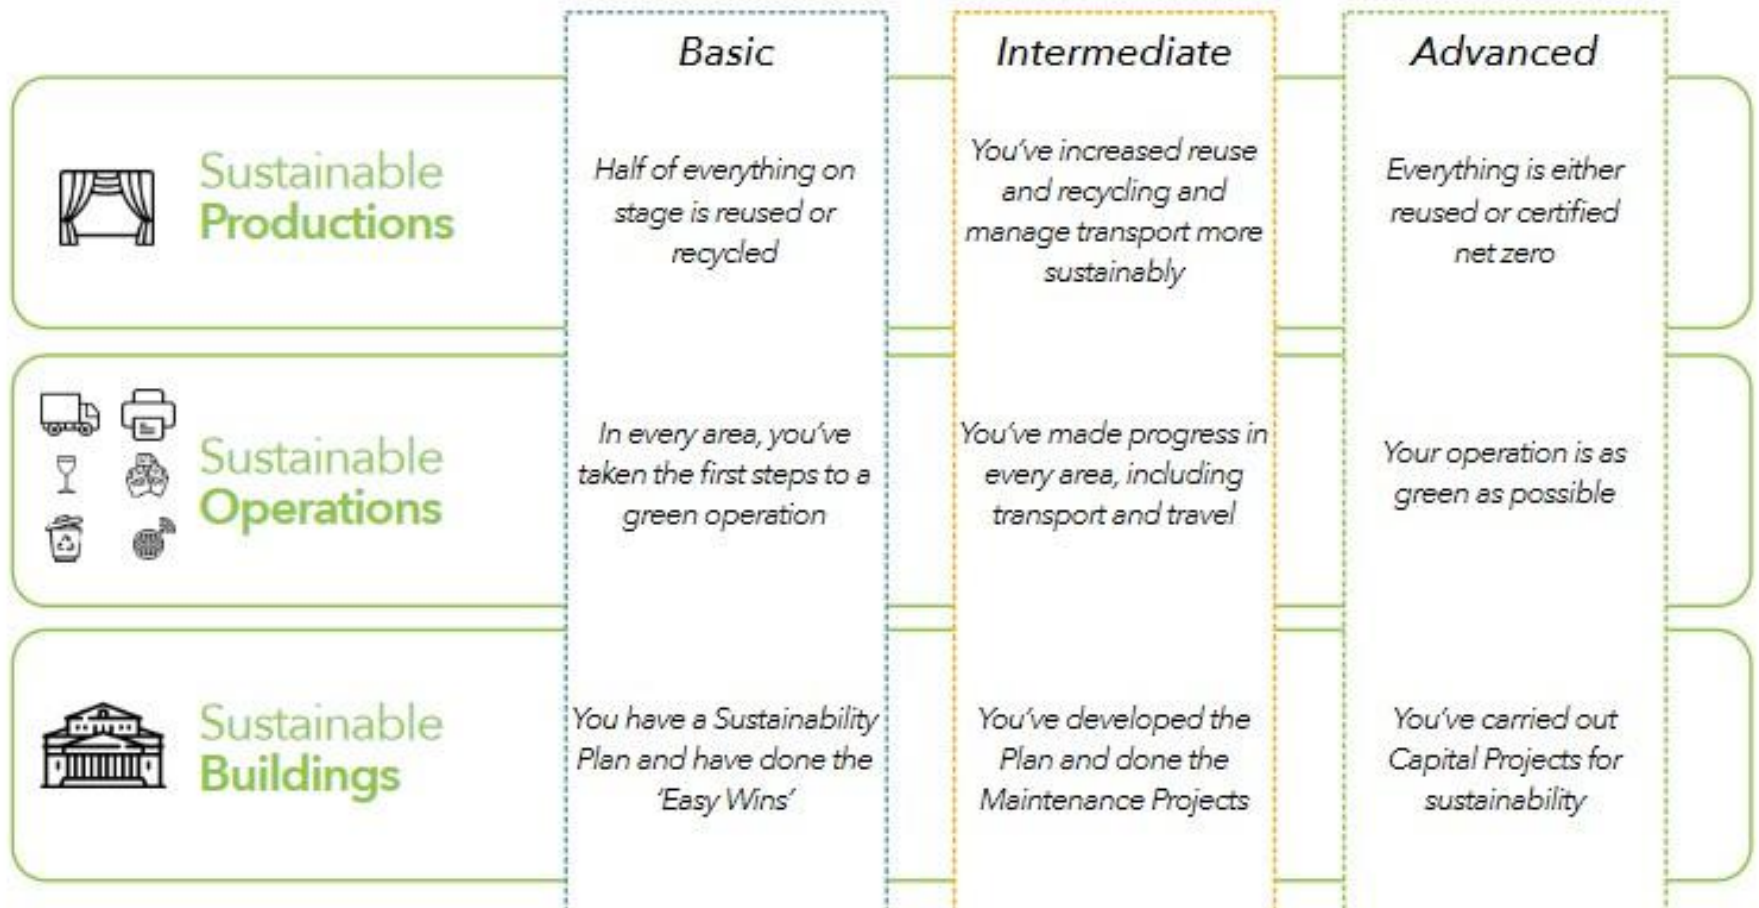 Basic
Intermediate
Advanced
Sustainable
Productions
Half of everything on
stage is reused or
recycled
You've increased reuse
and recycling and
manage transport more
sustainably
Everything is either
reused or certified
net zero
Sustainable
Operations
In every area, you've
taken the first steps to a
green operation
You've made progress in
every area, including
transport and travel
Your operation is as
green as possible
Sustainable
Buildings
You have a Sustainability
Plan and have done the
'Easy Wins'
You've developed the
Plan and done the
Maintenance Projects
You've carried out
Capital Projects for
sustainability